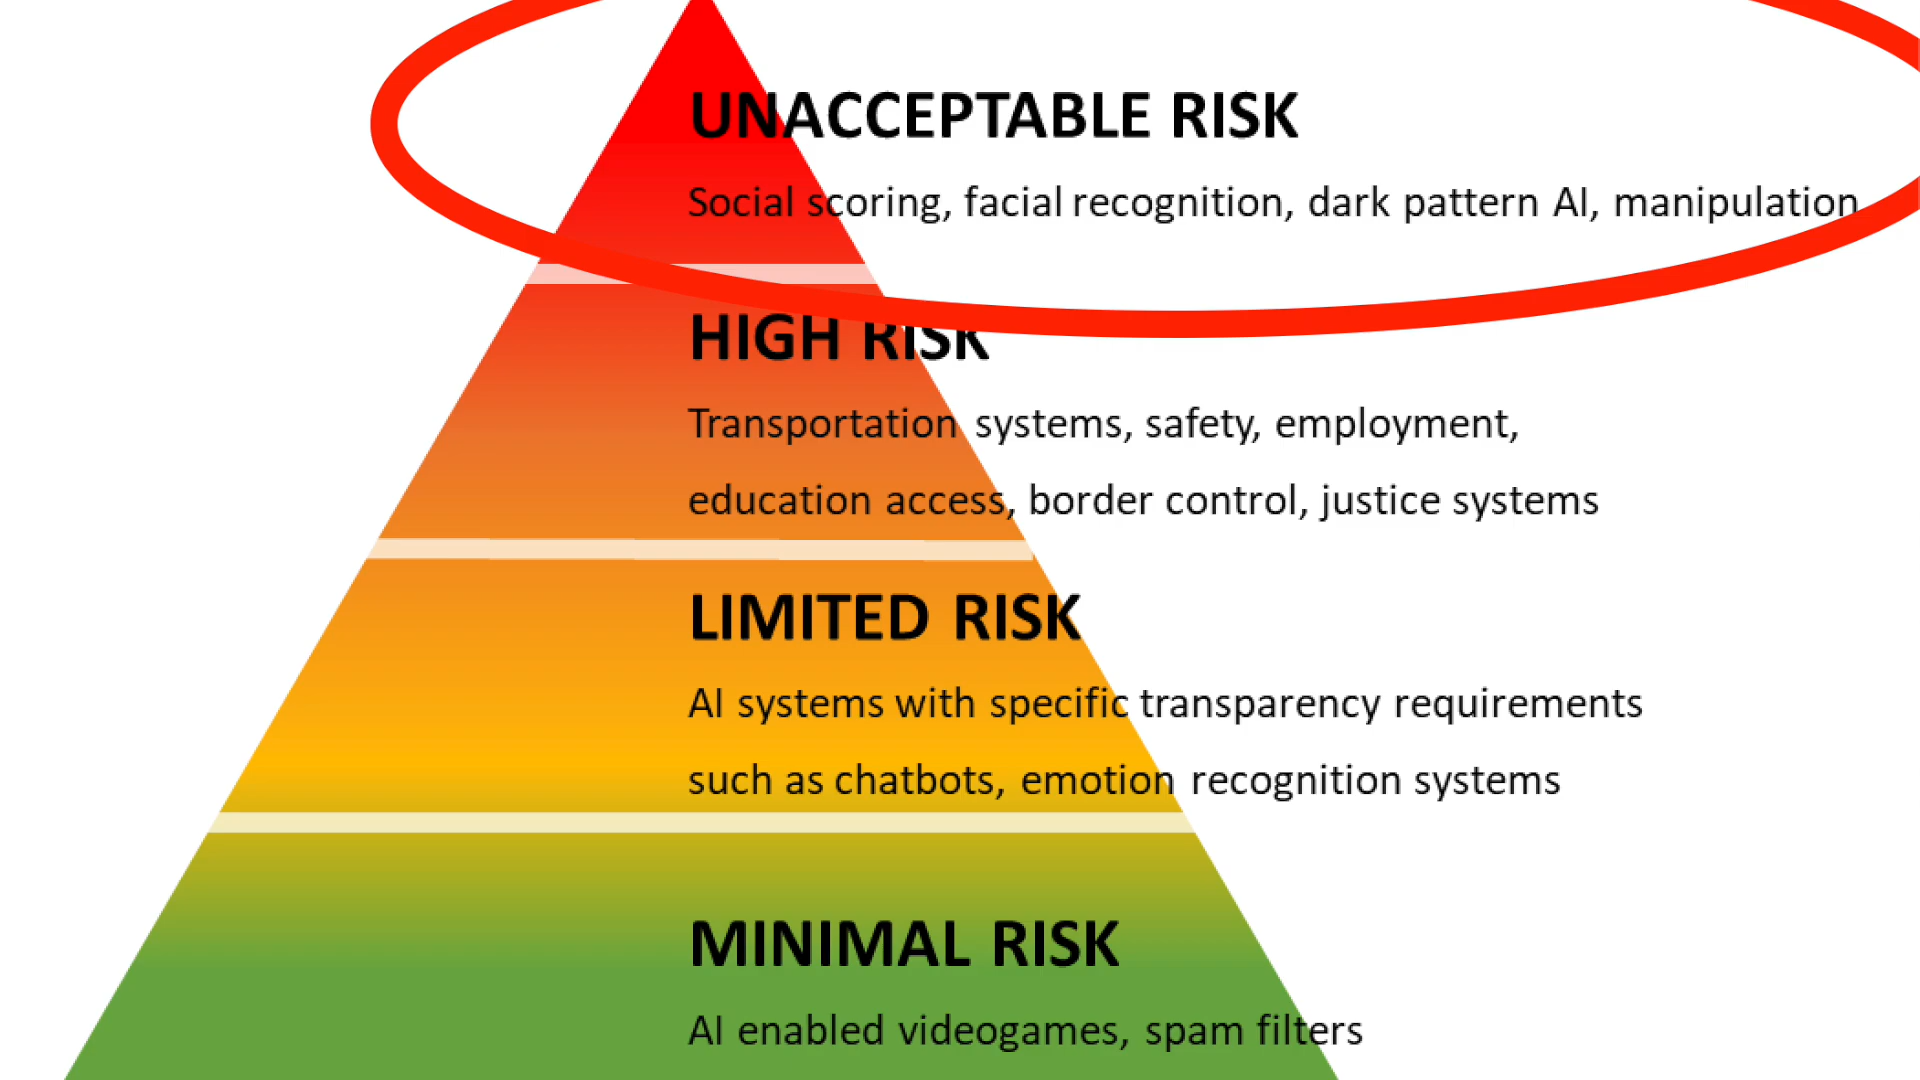 UNACCEPTABLE RISK
Social scoring, facial recognition, dark pattern AI, manipulation
HIGH RISK
Transportation systems, safety, employment,
education access, border control, justice systems
LIMITED RISK
AI systems with specific transparency requirements
such as chatbots, emotion recognition systems
MINIMAL RISK
AI enabled videogames, spam filters